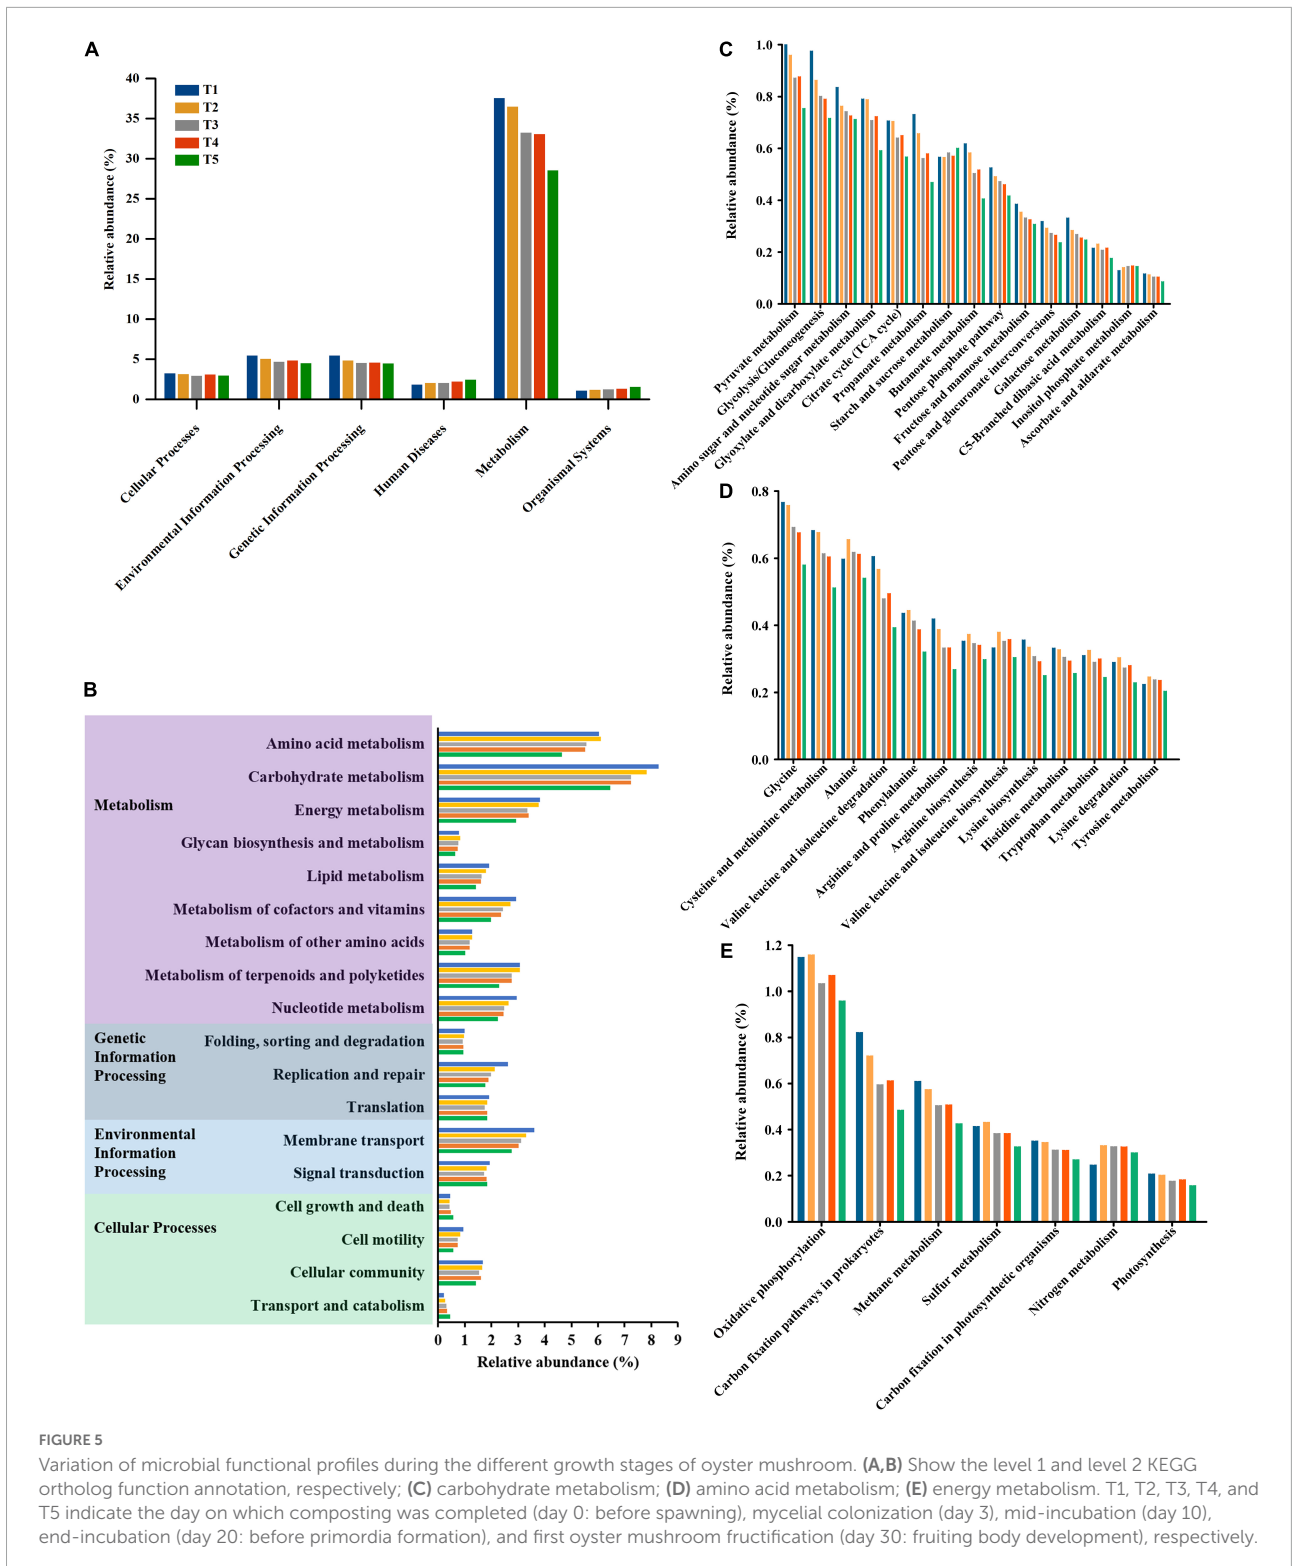 A
40
35
30
25
20
15
10
5
0
Relative abundance (%)
T1
T2
T3
T4
T5
Cellular Processes
Environmental Information Processing
Genetic Information Processing
Human Diseases
Metabolism
Organismal Systems
B
Metabolism
Amino acid metabolism
Carbohydrate metabolism
Energy metabolism
Glycan biosynthesis and metabolism
Lipid metabolism
Metabolism of cofactors and vitamins
Metabolism of other amino acids
Metabolism of terpenoids and polyketides
Nucleotide metabolism
Genetic
Information
Processing
Folding, sorting and degradation
Replication and repair
Translation
Environmental
Information
Processing
Membrane transport
Signal transduction
Cellular Processes
Cell growth and death
Cell motility
Cellular community
Transport and catabolism
0 1 2 3 4 5 6 7 8 9
Relative abundance (%)
C
1.0
0.8
0.6
0.4
0.2
0.0
Relative abundance (%)
Pyruvate metabolism
Glycolysis/Gluconeogenesis
Amino sugar and nucleotide sugar metabolism
Glyoxylate and dicarboxylate metabolism
Citrate cycle (TCA cycle)
Propanoate metabolism
Starch and sucrose metabolism
Butanoate metabolism
Pentose phosphate pathway
Fructose and mannose metabolism
Pentose and glucuronate interconversions
Galactose metabolism
C5-Branched dibasic acid metabolism
Inositol phosphate metabolism
Ascorbate and aldarate metabolism
D
0.8
0.6
0.4
0.2
0.0
Relative abundance (%)
Glycine
Cysteine and methionine metabolism
Alanine
Valine leucine and isoleucine degradation
Phenylalanine
Arginine and proline metabolism
Arginine biosynthesis
Valine leucine and isoleucine biosynthesis
Lysine biosynthesis
Histidine metabolism
Tryptophan metabolism
Lysine degradation
Tyrosine metabolism
E
1.2
1.0
0.8
0.6
0.4
0.2
0.0
Relative abundance (%)
Oxidative phosphorylation
Carbon fixation pathways in prokaryotes
Methane metabolism
Sulfur metabolism
Carbon fixation in photosynthetic organisms
Nitrogen metabolism
Photosynthesis
FIGURE 5
Variation of microbial functional profiles during the different growth stages of oyster mushroom. (A,B) Show the level 1 and level 2 KEGG
ortholog function annotation, respectively; (C) carbohydrate metabolism; (D) amino acid metabolism; (E) energy metabolism. T1, T2, T3, T4, and
T5 indicate the day on which composting was completed (day 0: before spawning), mycelial colonization (day 3), mid-incubation (day 10),
end-incubation (day 20: before primordia formation), and first oyster mushroom fructification (day 30: fruiting body development), respectively.